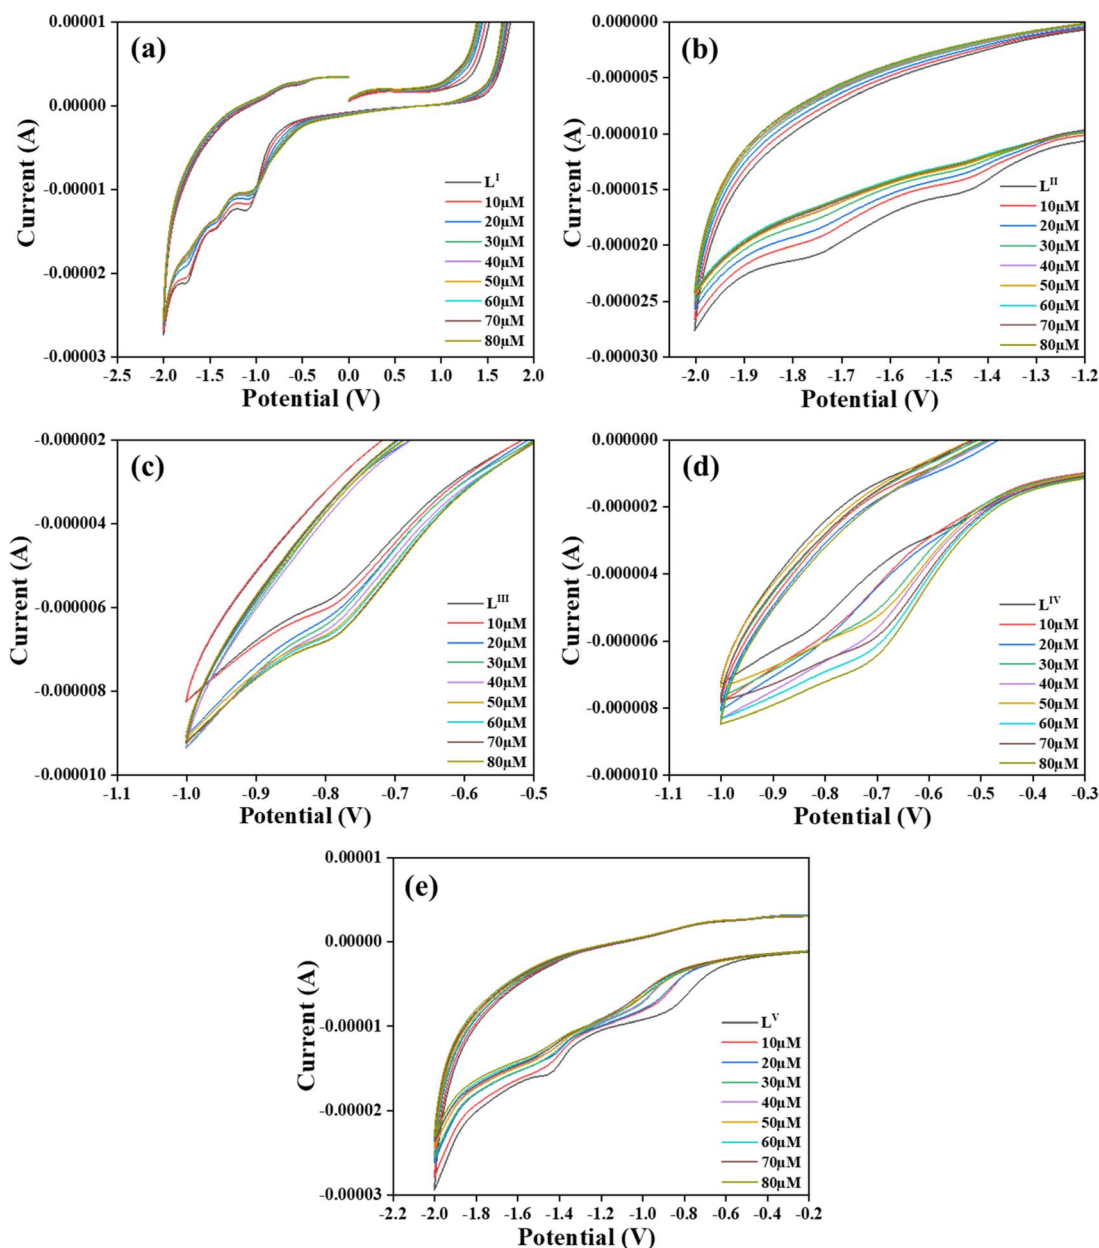 (a)
0.00001
0.00000
-0.00001
-0.00002
-0.00003
Current (A)
L^I
10μM
20μM
30μM
40μM
50μM
60μM
70μM
80μM
-2.5 -2.0 -1.5 -1.0 -0.5 0.0 0.5 1.0 1.5 2.0
Potential (V)
(b)
0.000000
-0.000005
-0.000010
-0.000015
-0.000020
-0.000025
-0.000030
Current (A)
L^II
10μM
20μM
30μM
40μM
50μM
60μM
70μM
80μM
-2.0 -1.9 -1.8 -1.7 -1.6 -1.5 -1.4 -1.3 -1.2
Potential (V)
(c)
-0.000002
-0.000004
-0.000006
-0.000008
-0.000010
Current (A)
L^III
10μM
20μM
30μM
40μM
50μM
60μM
70μM
80μM
-1.1 -1.0 -0.9 -0.8 -0.7 -0.6 -0.5
Potential (V)
(d)
0.000000
-0.000002
-0.000004
-0.000006
-0.000008
-0.000010
Current (A)
L^IV
10μM
20μM
30μM
40μM
50μM
60μM
70μM
80μM
-1.1 -1.0 -0.9 -0.8 -0.7 -0.6 -0.5 -0.4 -0.3
Potential (V)
(e)
0.00001
0.00000
-0.00001
-0.00002
-0.00003
Current (A)
L^V
10μM
20μM
30μM
40μM
50μM
60μM
70μM
80μM
-2.2 -2.0 -1.8 -1.6 -1.4 -1.2 -1.0 -0.8 -0.6 -0.4 -0.2
Potential (V)